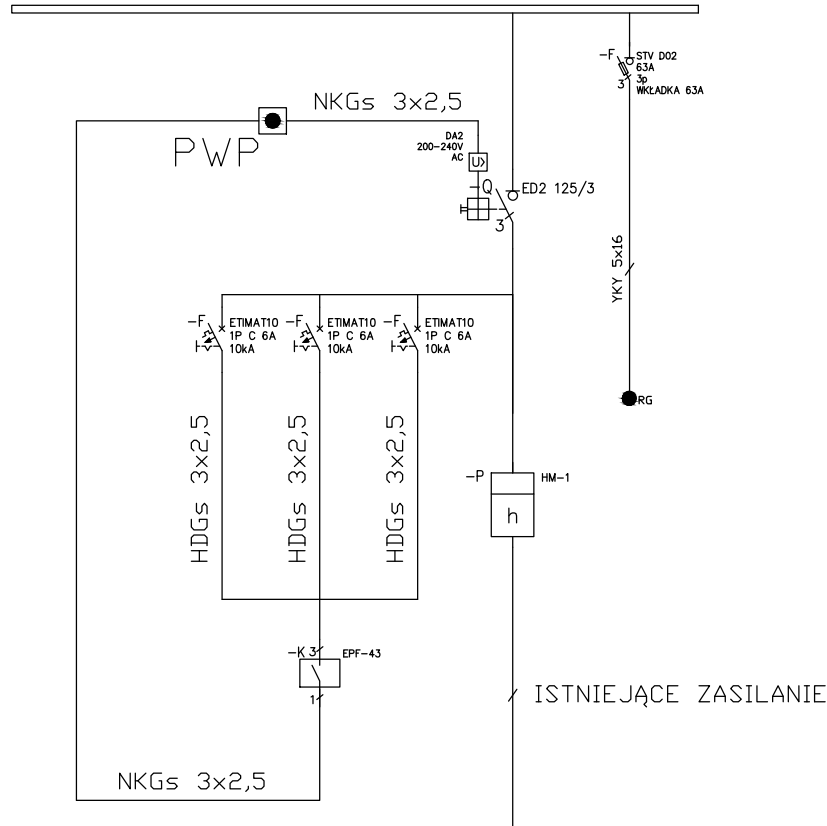 -F
STV D02
63A
3p
WKŁADKA 63A
3
NKGs 3x2,5
PWP
DA2
200-240V
AC
U>
-Q
ED2 125/3
3
YKY 5x16
RG
-F
ETIMAT10
1P C 6A
10kA
-F
ETIMAT10
1P C 6A
10kA
-F
ETIMAT10
1P C 6A
10kA
HDGs 3x2,5
HDGs 3x2,5
HDGs 3x2,5
-P
HM-1
h
-K
3
EPF-43
1
ISTNIEJĄCE ZASILANIE
NKGs 3x2,5